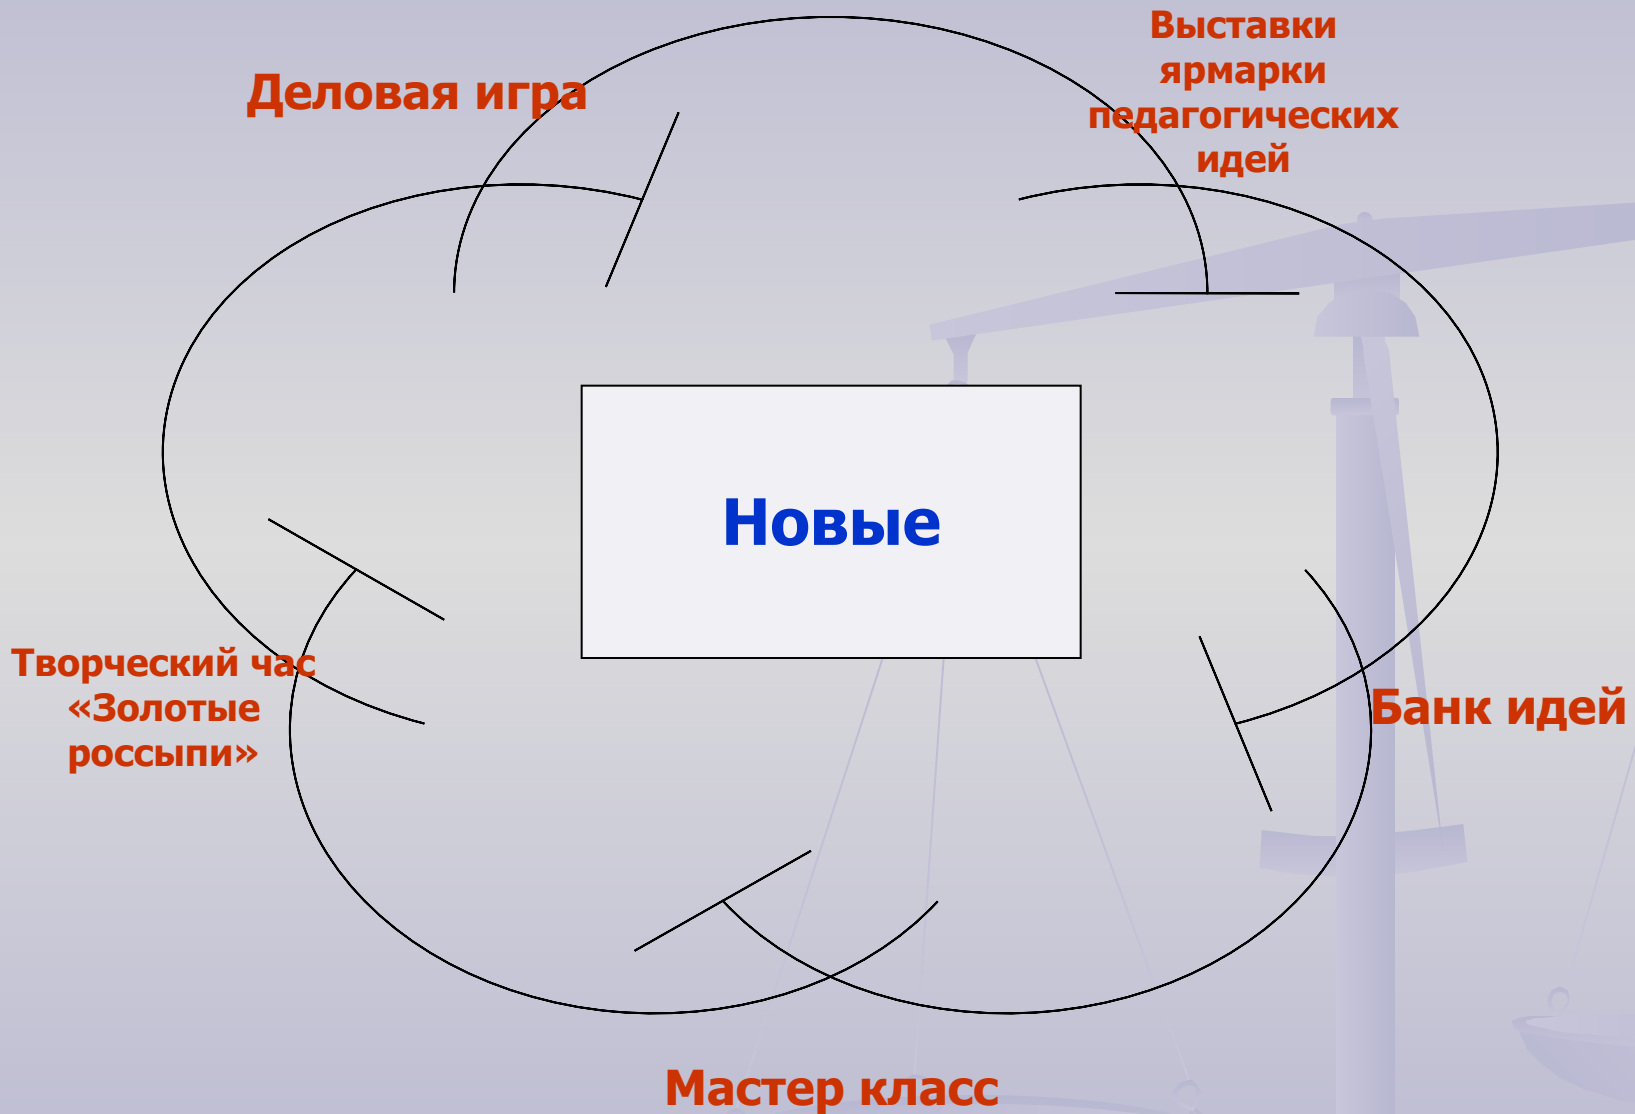 Деловая игра
Выставки
ярмарки
педагогических
идей
Новые
Творческий час
«Золотые
россыпи»
Банк идей
Мастер класс